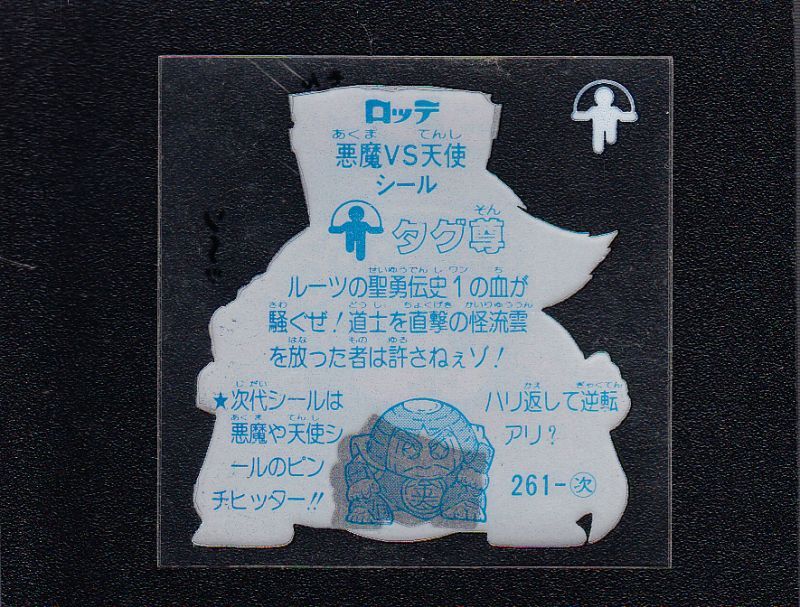 ロッテ
あくま てんし
悪魔VS天使
シール
そん
タグ尊
せいゆうでんしワン ち
ルーツの聖勇伝史1の血が
さわ どうし ちょくげき かいりゅううん
騒ぐぜ!道士を直撃の怪流雲
はな もの ゆる
を放った者は許さねぇゾ!
じだい
★次代シールは
あくま てんし
悪魔や天使シ
ールのピン
チヒッター!!
かえ ぎゃくてん
ハリ返して逆転
アリ?
261-次